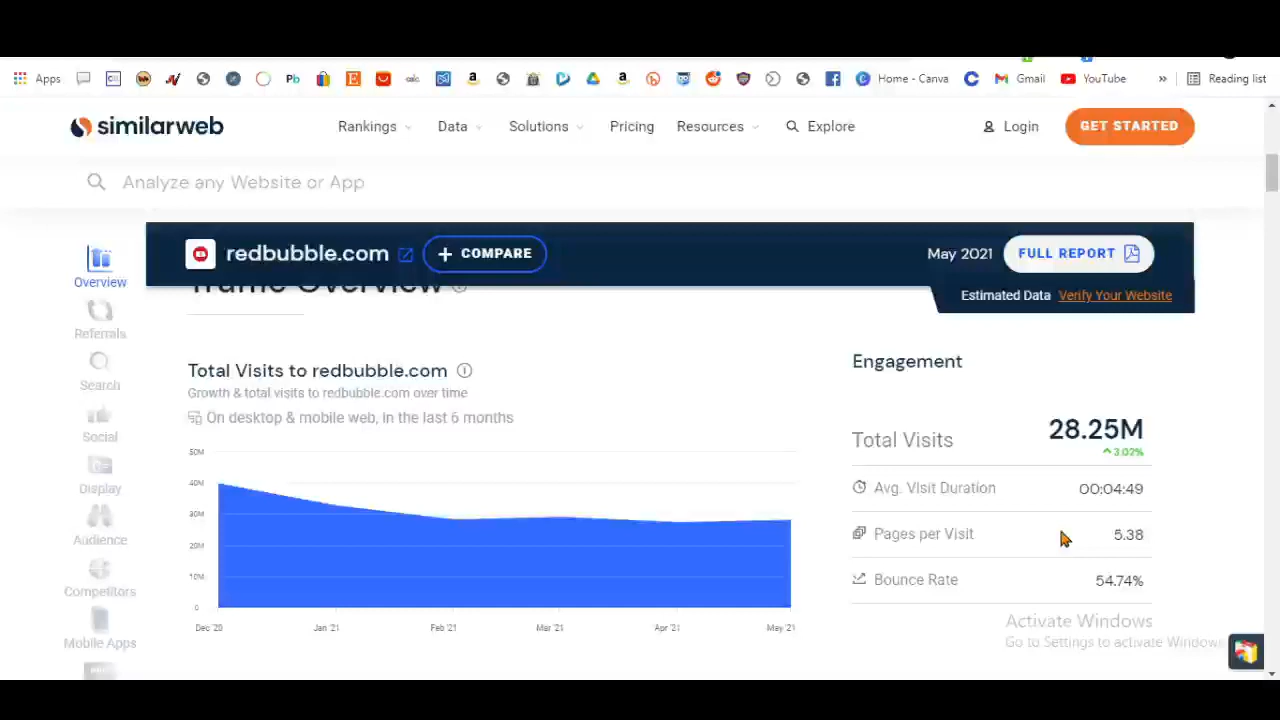 Apps
Pb
Home - Canva
Gmail
YouTube
»
Reading list
similarweb
Rankings
Data
Solutions
Pricing
Resources
Explore
Login
GET STARTED
Analyze any Website or App
redbubble.com
+ COMPARE
May 2021
FULL REPORT
Traffic Overview
Estimated Data Verify Your Website
Overview
Referrals
Search
Social
Display
Audience
Competitors
Mobile Apps
Total Visits to redbubble.com
Growth & total visits to redbubble.com over time
On desktop & mobile web, in the last 6 months
50M
40M
30M
20M
10M
0
Dec '20
Jan '21
Feb '21
Mar '21
Apr '21
May '21
Engagement
Total Visits 28.25M
3.02%
Avg. Visit Duration 00:04:49
Pages per Visit 5.38
Bounce Rate 54.74%
Activate Windows
Go to Settings to activate Windows